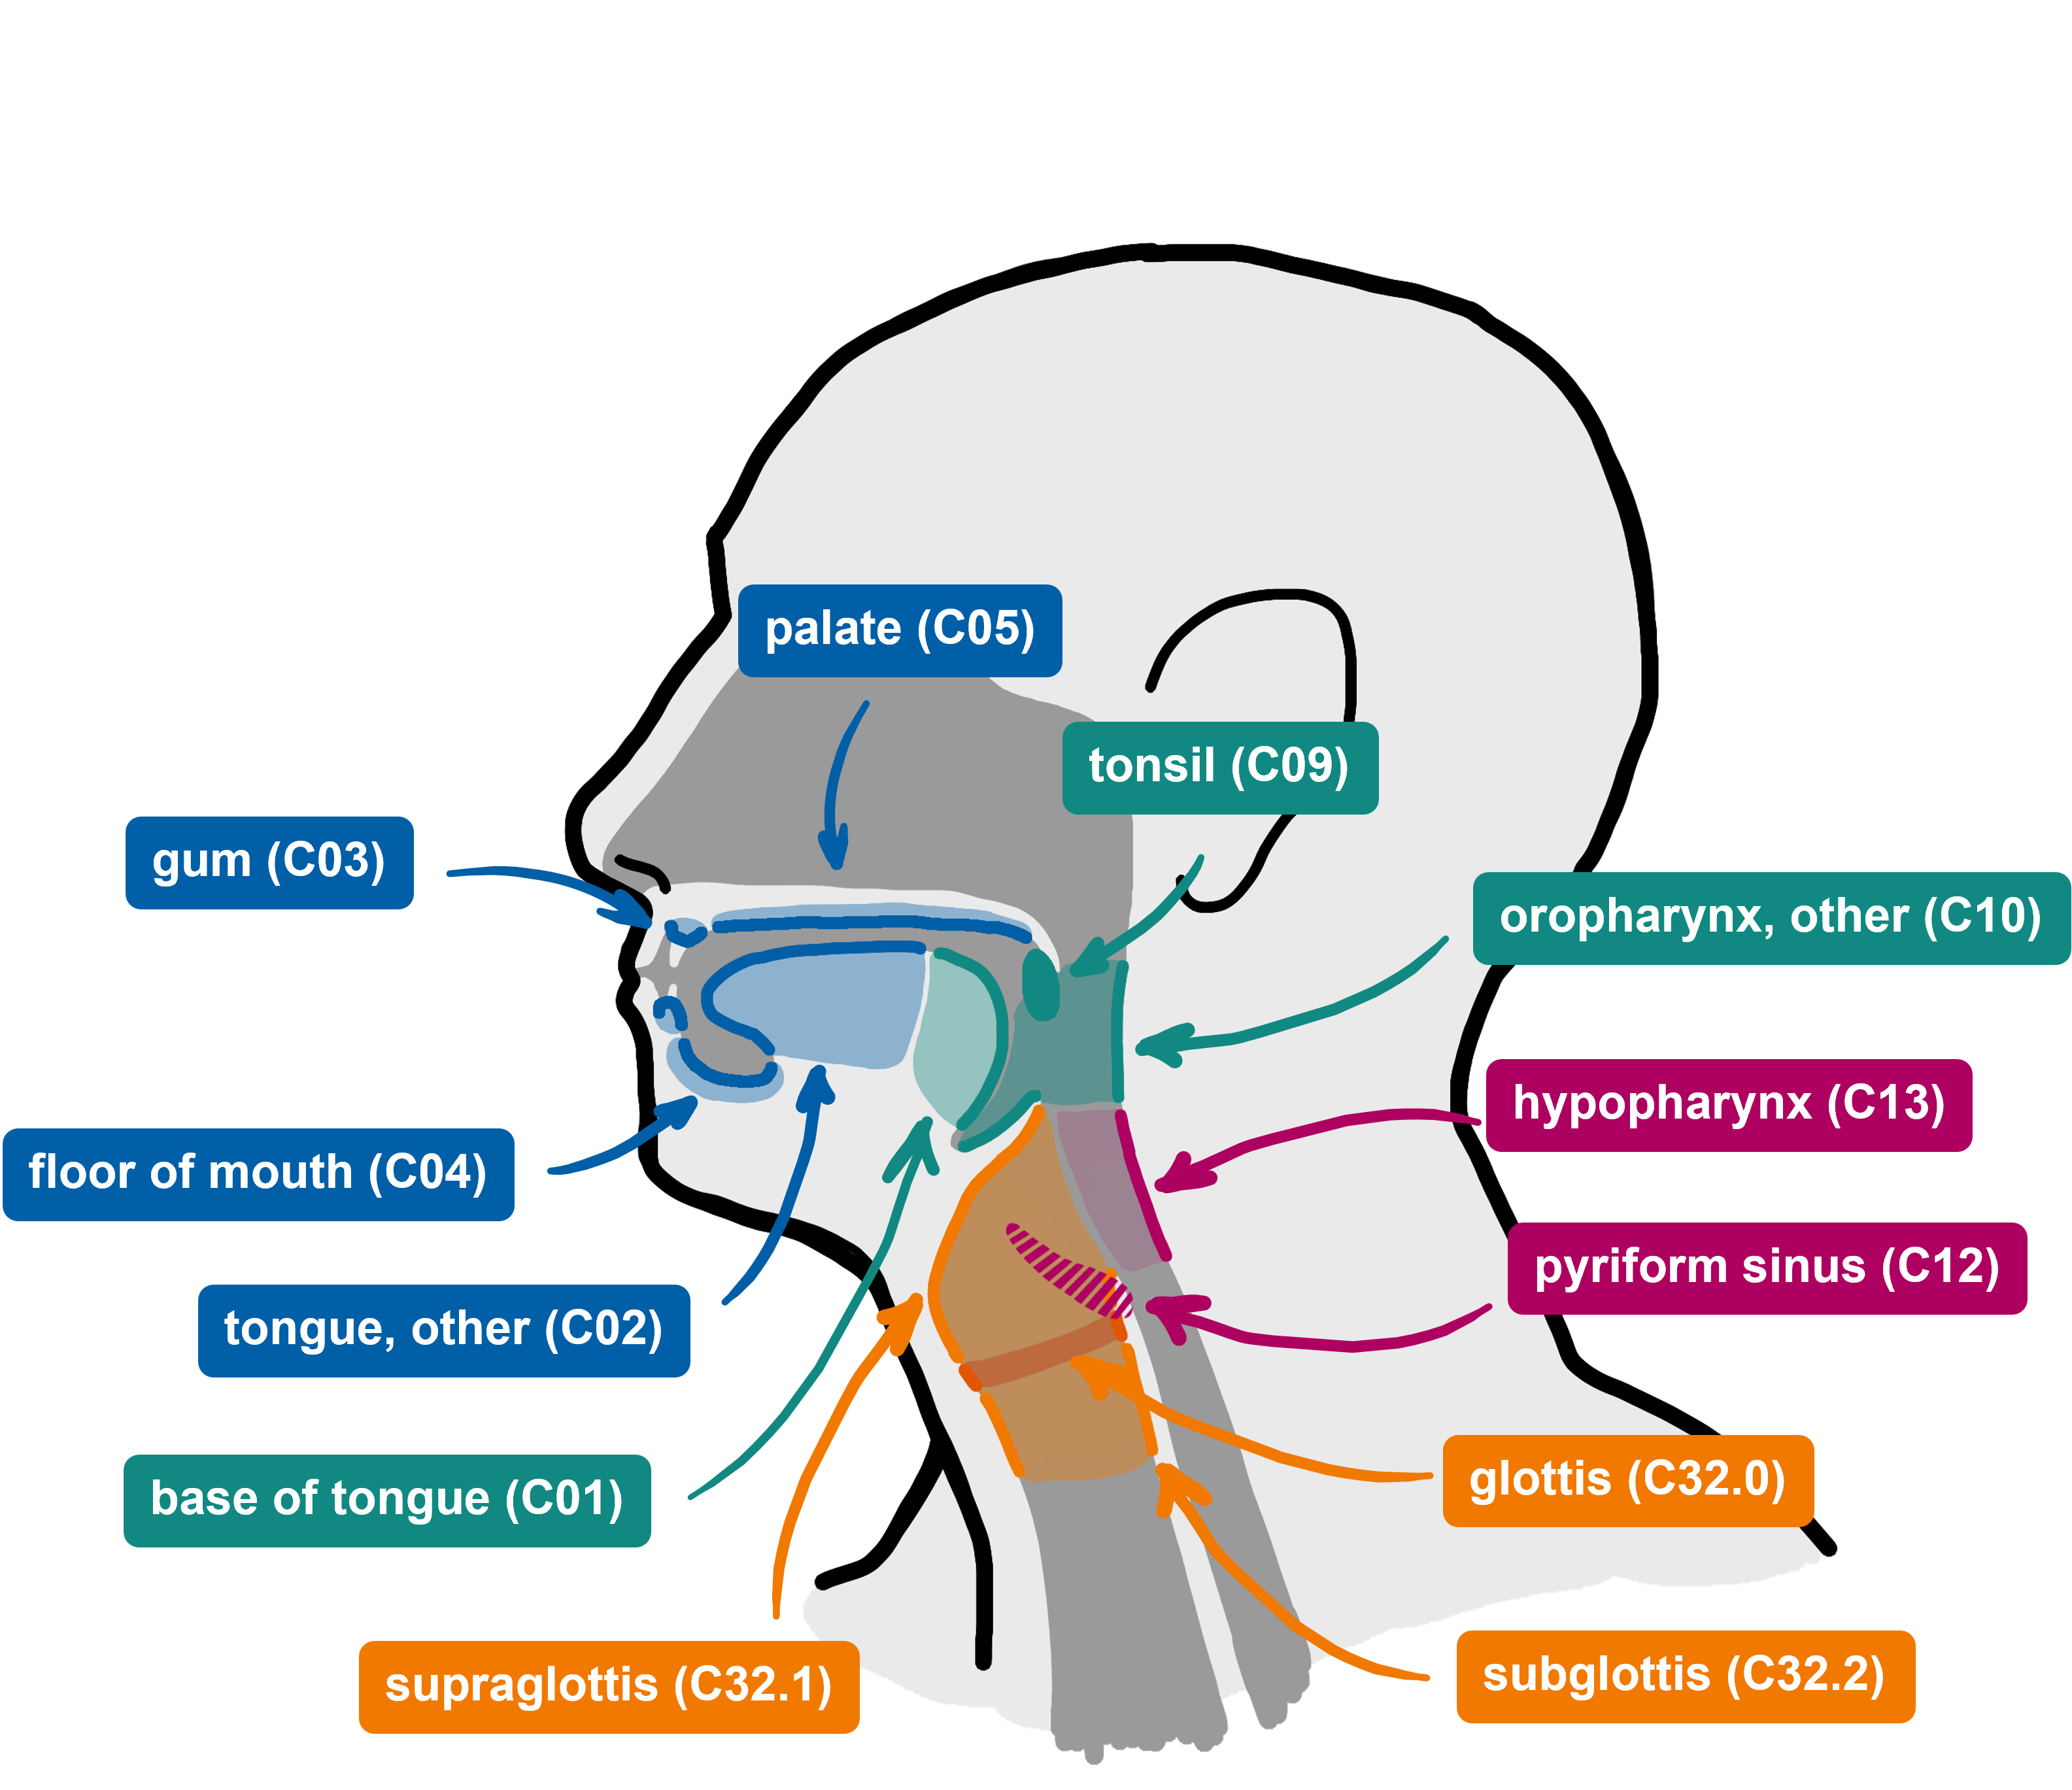 palate (C05)
tonsil (C09)
gum (C03)
oropharynx, other (C10)
hypopharynx (C13)
floor of mouth (C04)
pyriform sinus (C12)
tongue, other (C02)
glottis (C32.0)
base of tongue (C01)
subglottis (C32.2)
supraglottis (C32.1)